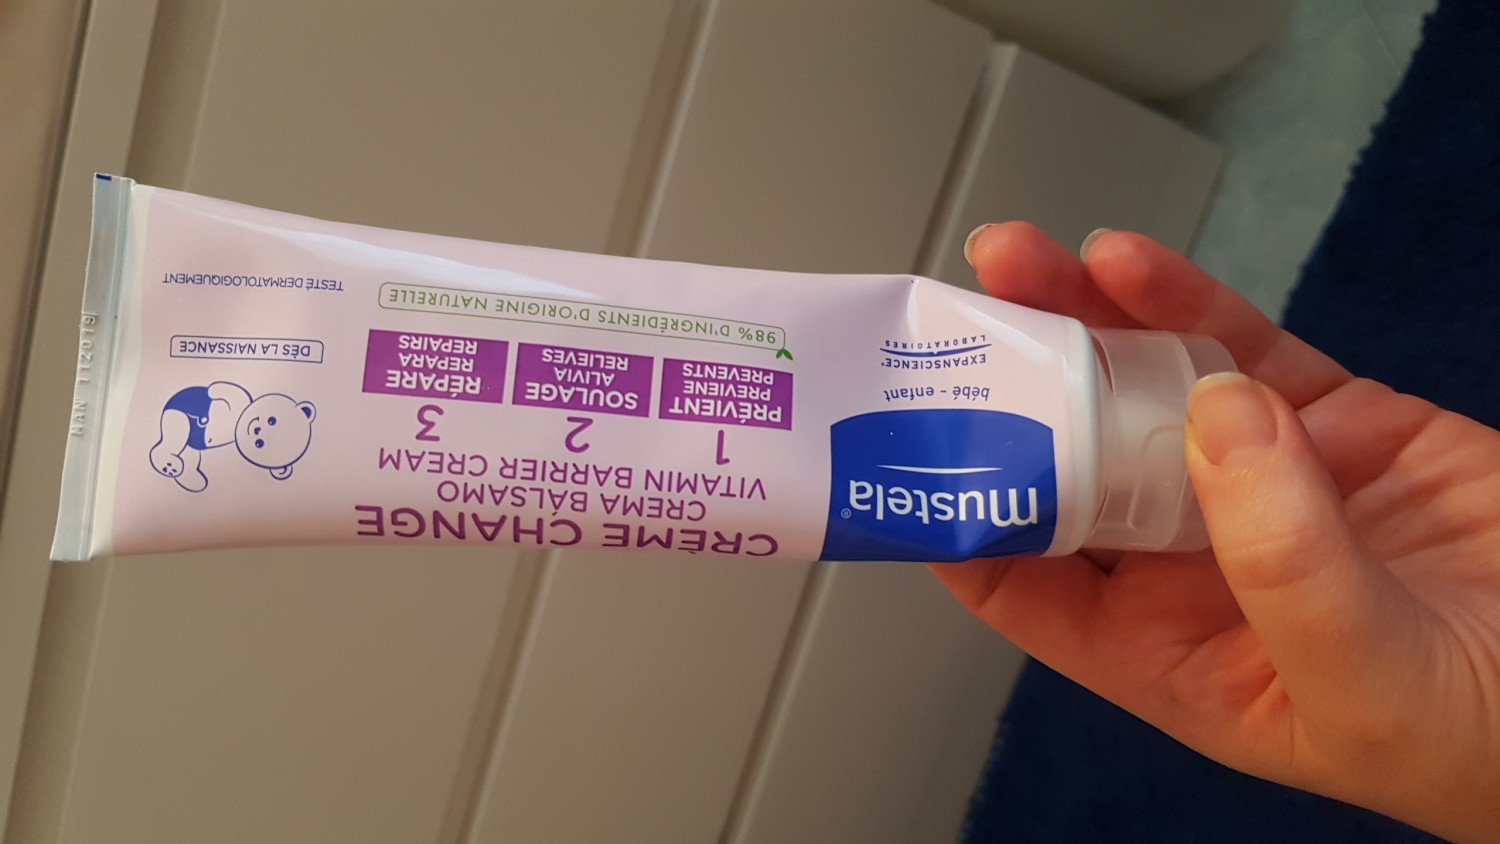 mustela®
bébé - enfant
EXPANSCIENCE®
LABORATOIRES
CRÈME CHANGE
CREMA BÁLSAMO
VITAMIN BARRIER CREAM
1
PRÉVIENT
PREVIENE
PREVENTS
2
SOULAGE
ALIVIA
RELIEVES
3
RÉPARE
REPARA
REPAIRS
98% D'INGRÉDIENTS D'ORIGINE NATURELLE
DÈS LA NAISSANCE
TESTÉ DERMATOLOGIQUEMENT